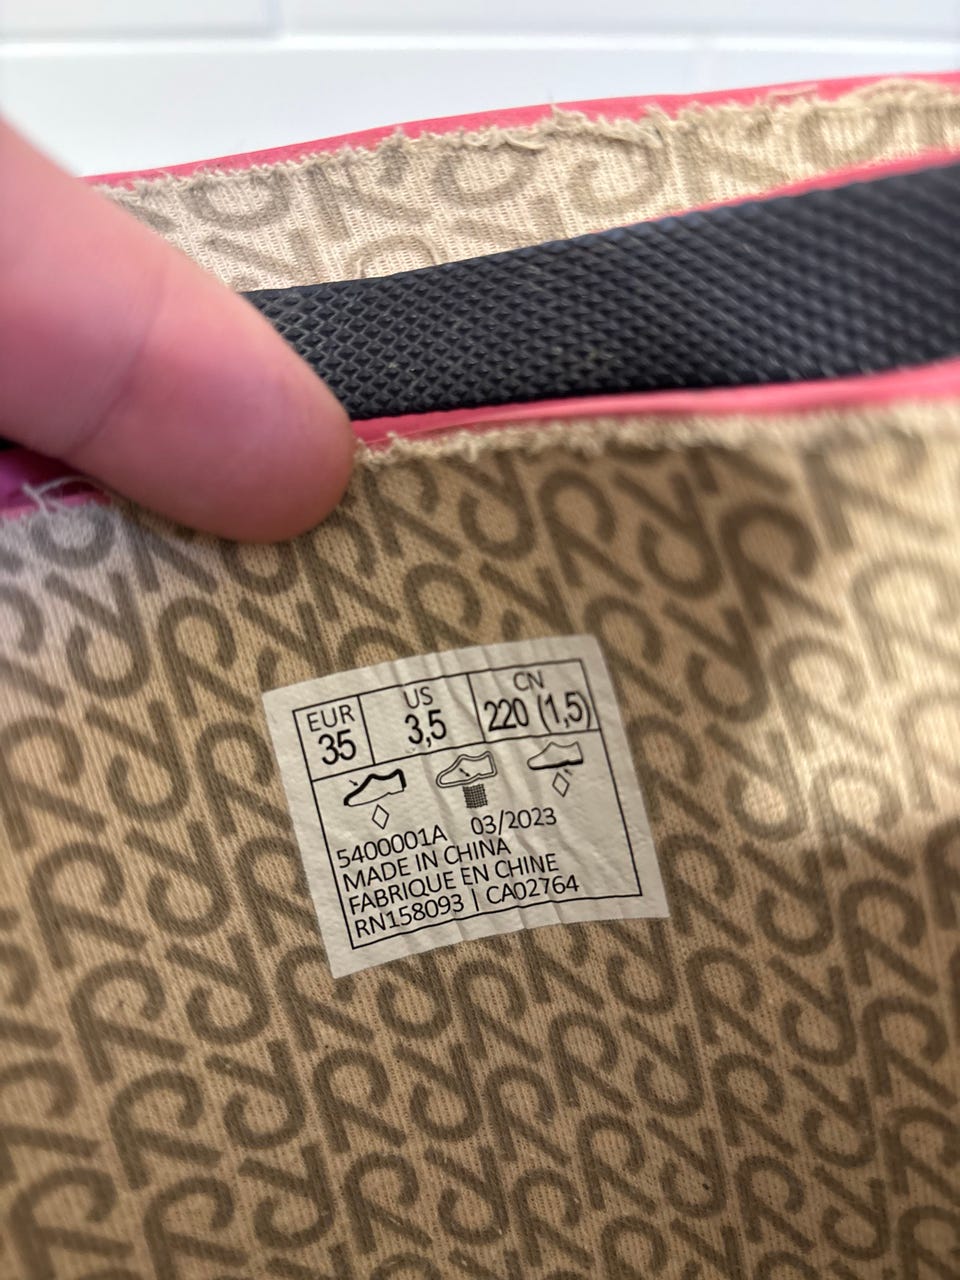 EUR US CN
35 3,5 220 (1,5)
5400001A 03/2023
MADE IN CHINA
FABRIQUE EN CHINE
RN158093 | CA02764